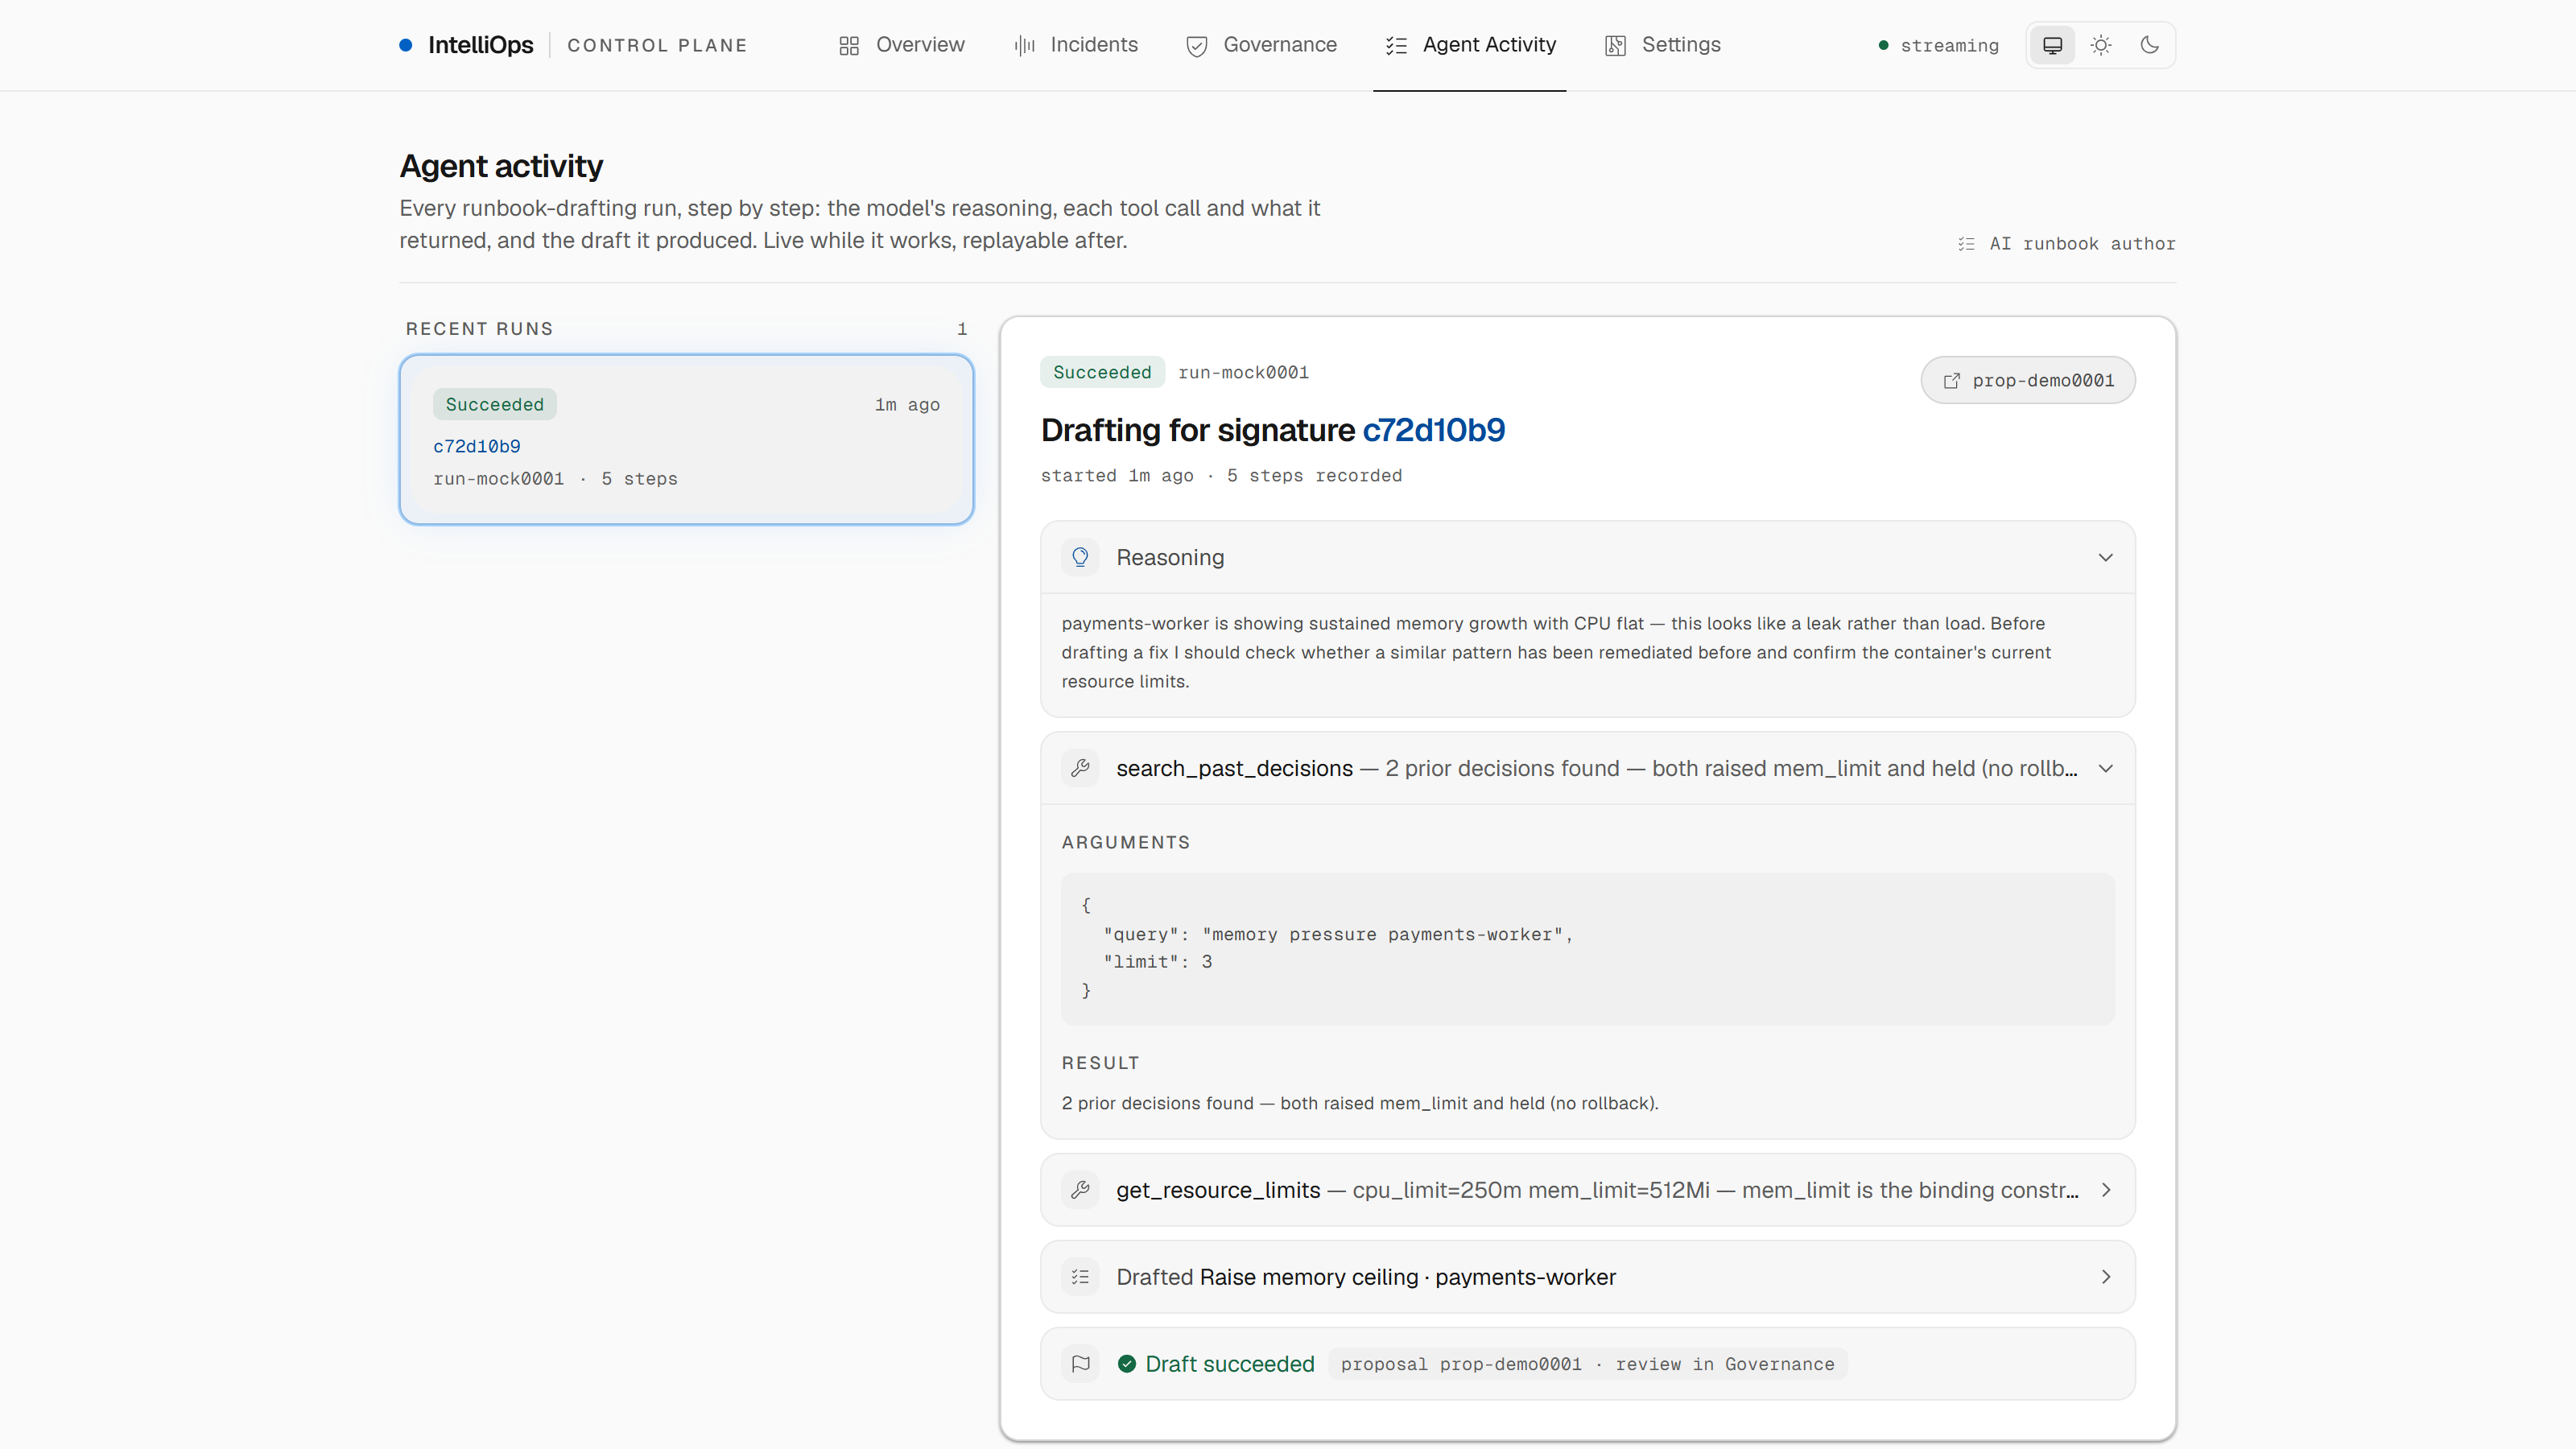 IntelliOps
CONTROL PLANE
Overview
Incidents
Governance
Agent Activity
Settings
streaming
Agent activity
Every runbook-drafting run, step by step: the model's reasoning, each tool call and what it
returned, and the draft it produced. Live while it works, replayable after.
AI runbook author
RECENT RUNS
1
Succeeded
1m ago
c72d10b9
run-mock0001 · 5 steps
Succeeded
run-mock0001
prop-demo0001
Drafting for signature c72d10b9
started 1m ago · 5 steps recorded
Reasoning
payments-worker is showing sustained memory growth with CPU flat — this looks like a leak rather than load. Before
drafting a fix I should check whether a similar pattern has been remediated before and confirm the container's current
resource limits.
search_past_decisions — 2 prior decisions found — both raised mem_limit and held (no rollb…
ARGUMENTS
{
"query": "memory pressure payments-worker",
"limit": 3
}
RESULT
2 prior decisions found — both raised mem_limit and held (no rollback).
get_resource_limits — cpu_limit=250m mem_limit=512Mi — mem_limit is the binding constr…
Drafted Raise memory ceiling · payments-worker
Draft succeeded
proposal prop-demo0001 · review in Governance